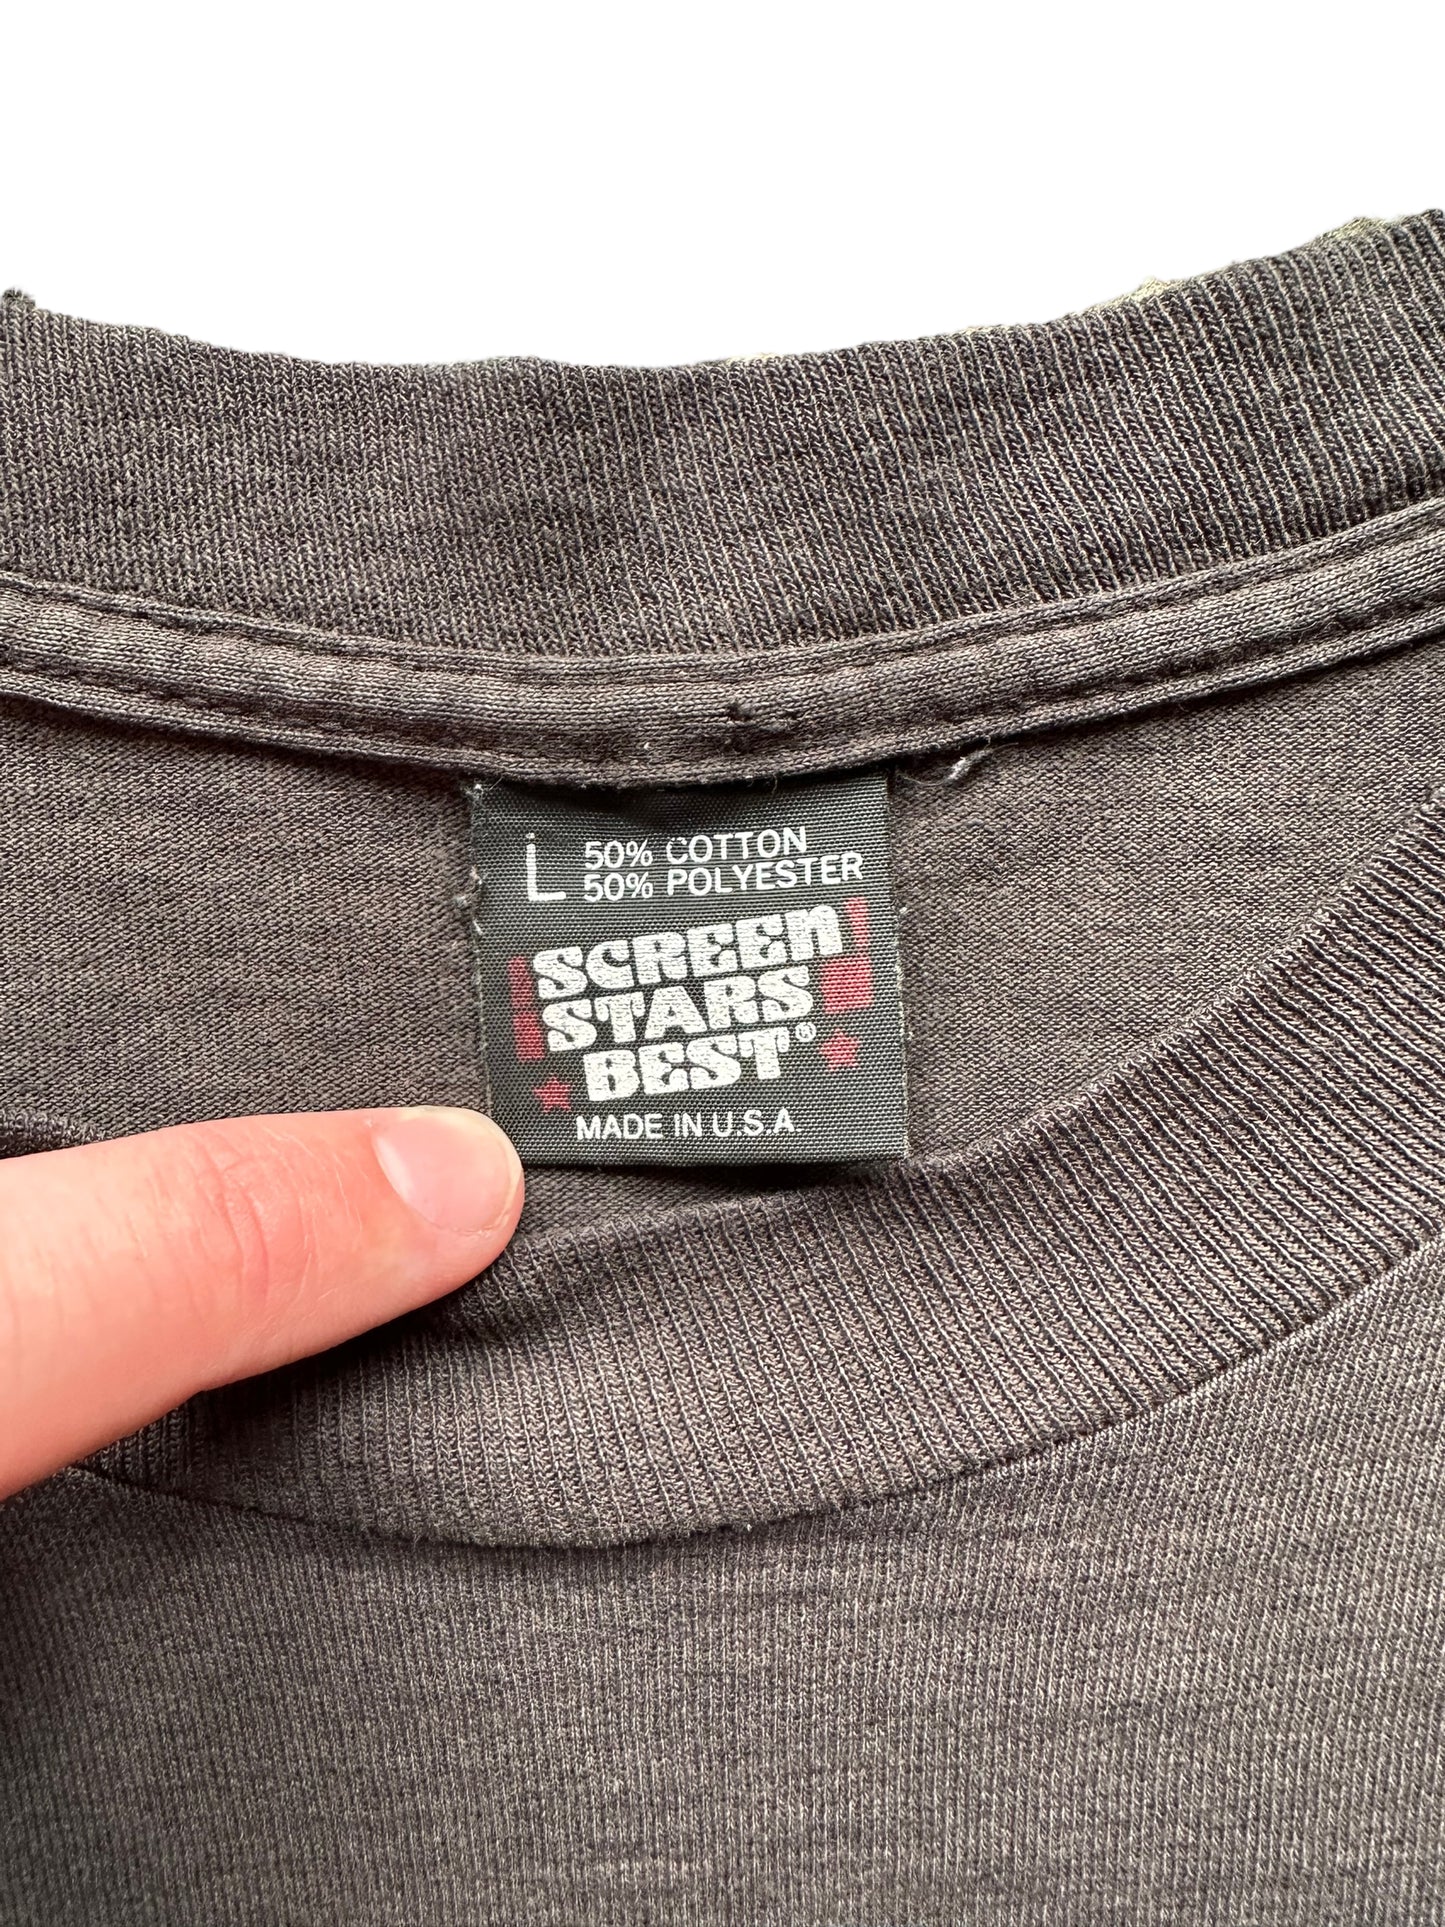 L 50% COTTON
50% POLYESTER
SCREEN
STARS
BEST®
MADE IN U.S.A.